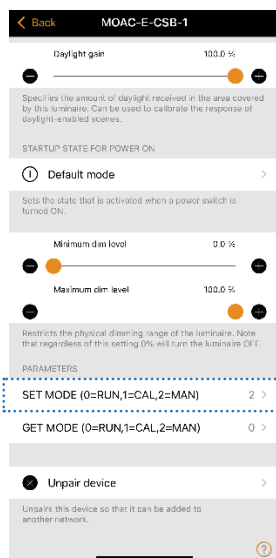 Back MOAC-E-CSB-1
Daylight gain 100.0 %
Specifies the amount of daylight received in the area covered
by this luminaire. Can be used to calibrate the response of
daylight-enabled scenes.
STARTUP STATE FOR POWER ON
Default mode
Sets the state that is activated when a power switch is
turned ON.
Minimum dim level 0.0 %
Maximum dim level 100.0 %
Restricts the physical dimming range of the luminaire. Note
that regardless of this setting 0% will turn the luminaire OFF.
PARAMETERS
SET MODE (0=RUN,1=CAL,2=MAN) 2
GET MODE (0=RUN,1=CAL,2=MAN) 0
Unpair device
Unpairs this device so that it can be added to
another network.
?